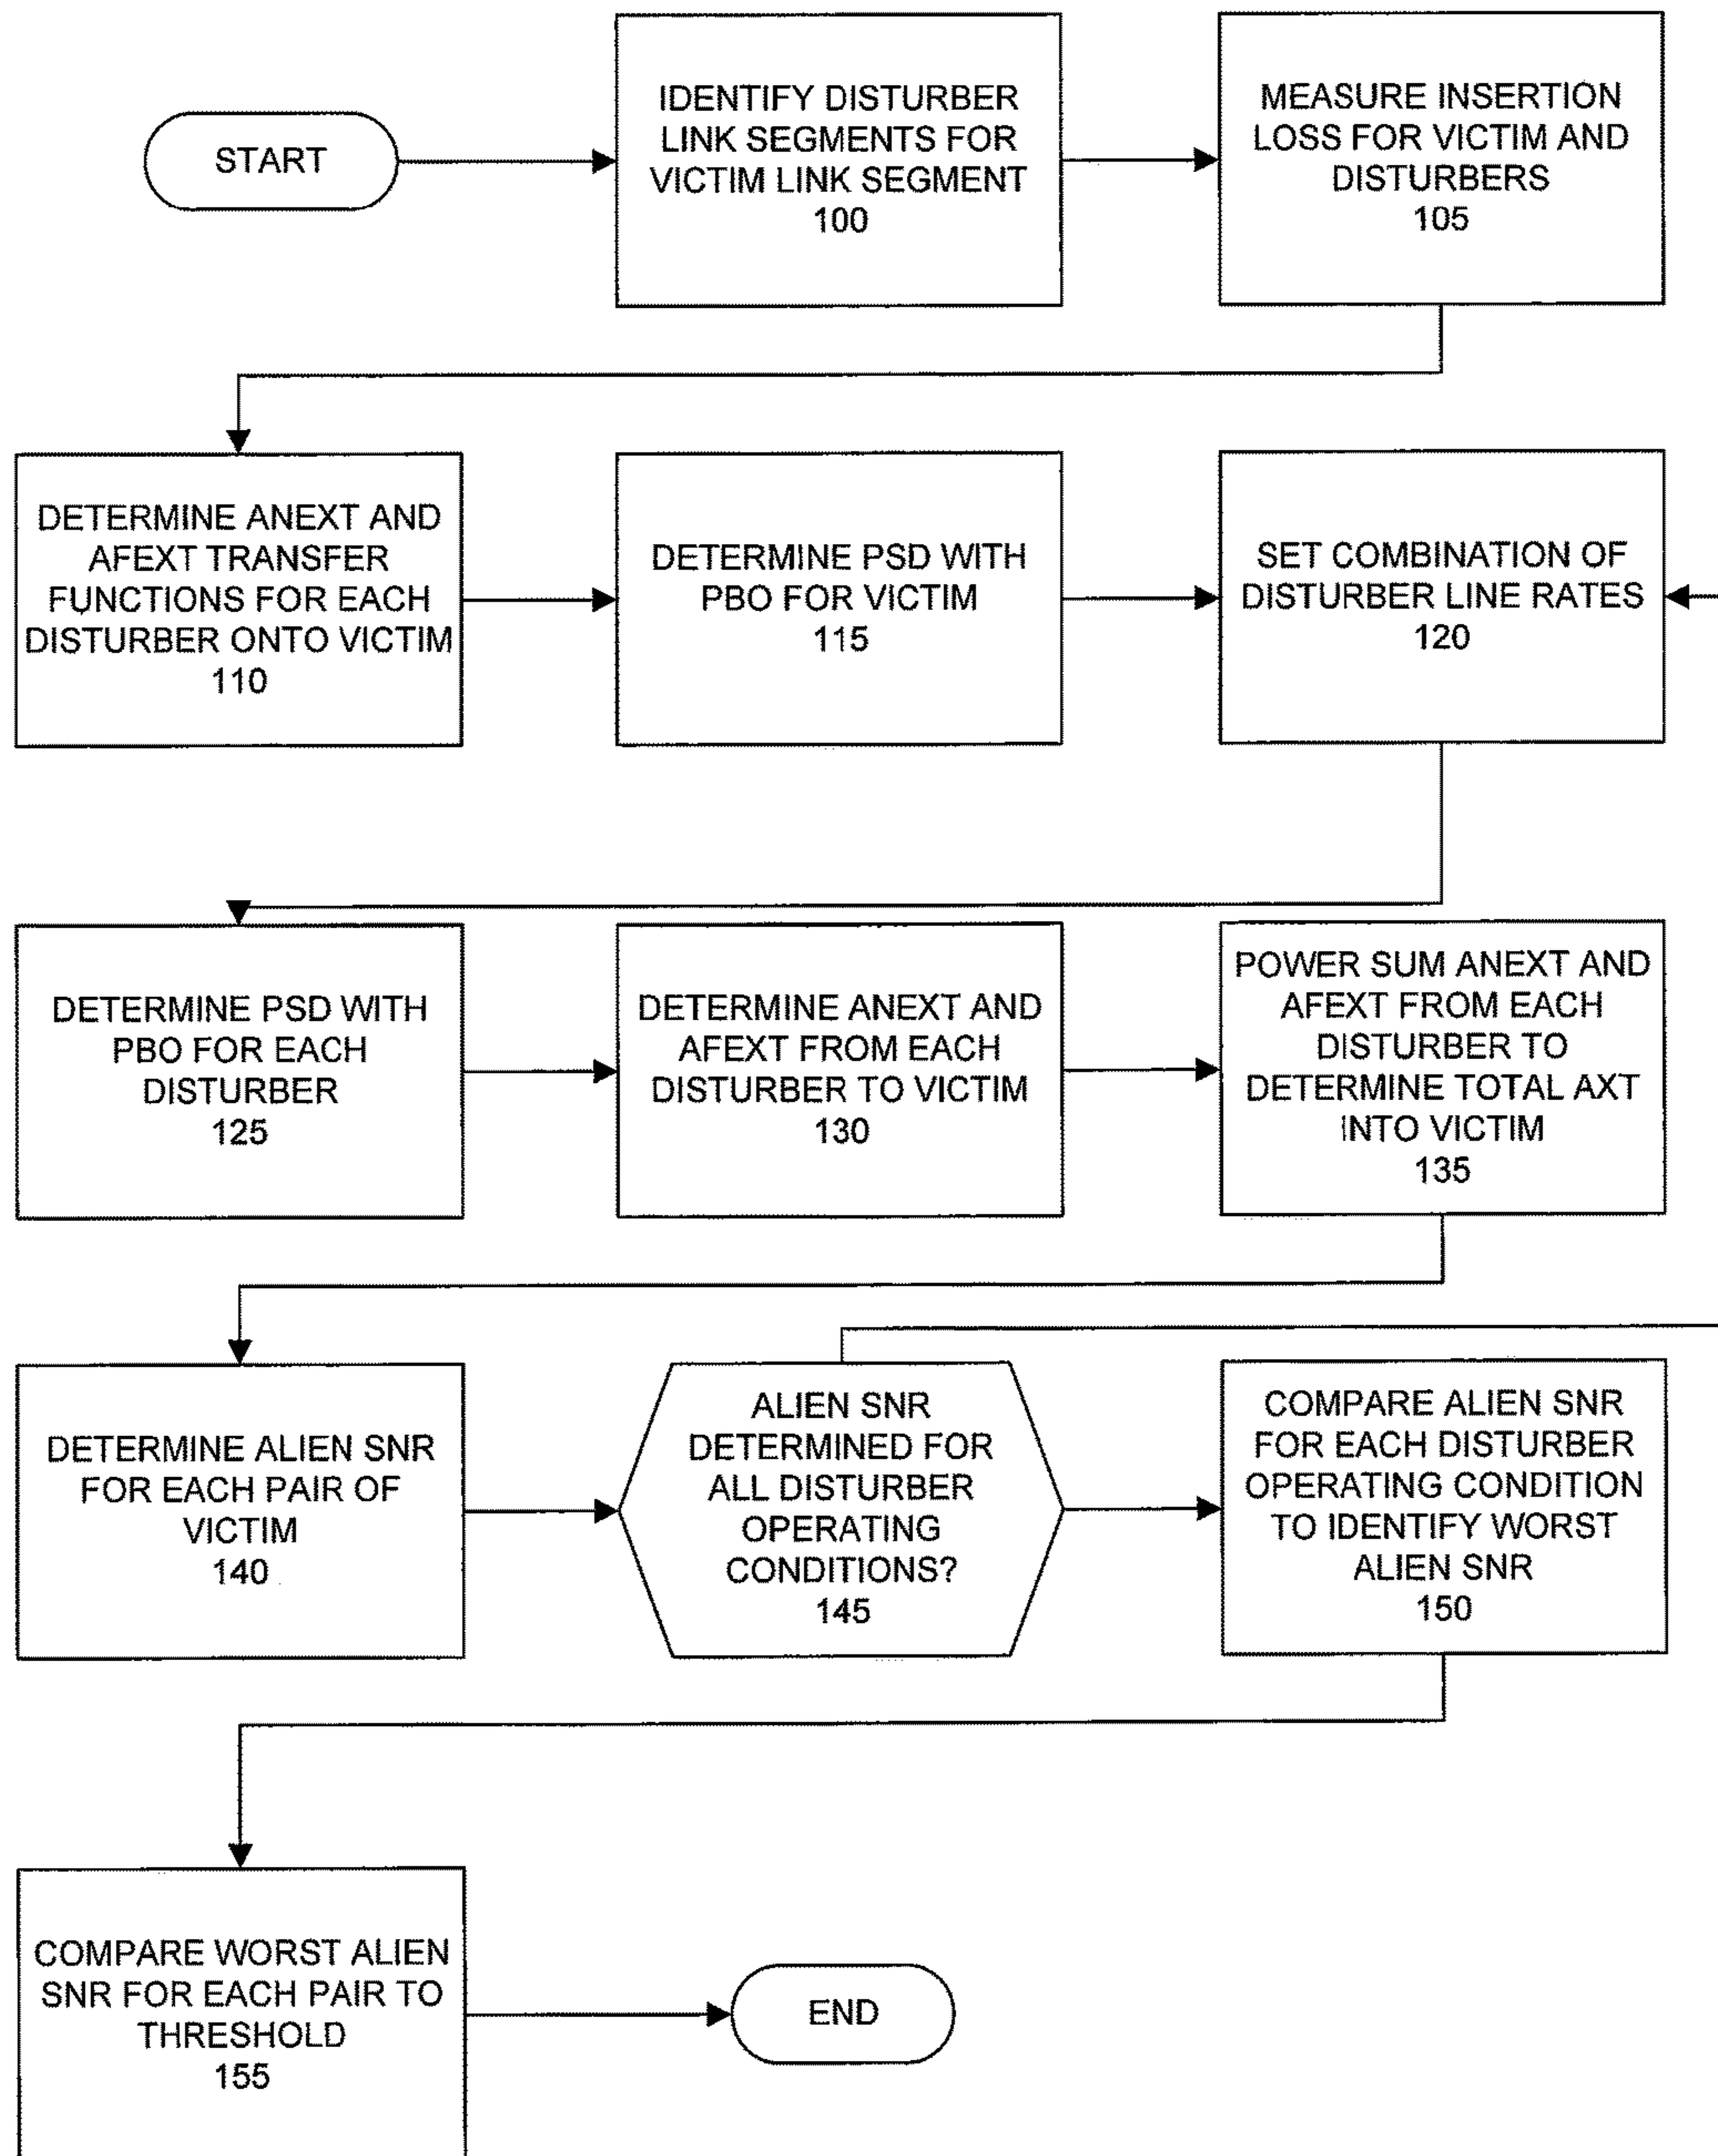 START
IDENTIFY DISTURBER
LINK SEGMENTS FOR
VICTIM LINK SEGMENT
100
MEASURE INSERTION
LOSS FOR VICTIM AND
DISTURBERS
105
DETERMINE ANEXT AND
AFEXT TRANSFER
FUNCTIONS FOR EACH
DISTURBER ONTO VICTIM
110
DETERMINE PSD WITH
PBO FOR VICTIM
115
SET COMBINATION OF
DISTURBER LINE RATES
120
DETERMINE PSD WITH
PBO FOR EACH
DISTURBER
125
DETERMINE ANEXT AND
AFEXT FROM EACH
DISTURBER TO VICTIM
130
POWER SUM ANEXT AND
AFEXT FROM EACH
DISTURBER TO
DETERMINE TOTAL AXT
INTO VICTIM
135
DETERMINE ALIEN SNR
FOR EACH PAIR OF
VICTIM
140
ALIEN SNR
DETERMINED FOR
ALL DISTURBER
OPERATING
CONDITIONS?
145
COMPARE ALIEN SNR
FOR EACH DISTURBER
OPERATING CONDITION
TO IDENTIFY WORST
ALIEN SNR
150
COMPARE WORST ALIEN
SNR FOR EACH PAIR TO
THRESHOLD
155
END